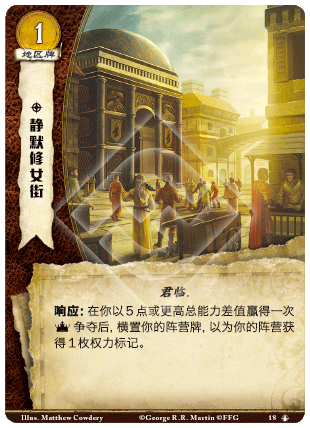 1
地区牌
静默修女街
君临.
响应: 在你以5点或更高总能力差值赢得一次
争夺后, 横置你的阵营牌, 以为你的阵营获
得1枚权力标记。
Illus. Matthew Cowdery ©George R.R. Martin ©FFG 18